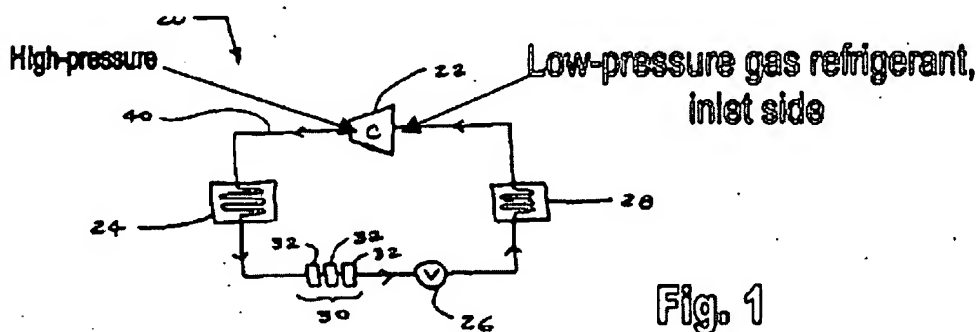 High-pressure
22
Low-pressure gas refrigerant,
inlet side
40
C
24
28
32
32
32
30
V
26
Fig. 1